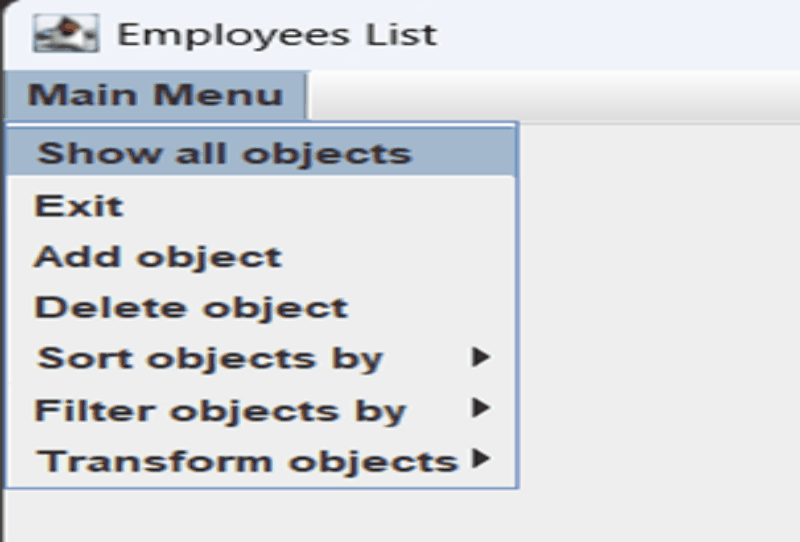 Employees List
Main Menu
Show all objects
Exit
Add object
Delete object
Sort objects by
Filter objects by
Transform objects